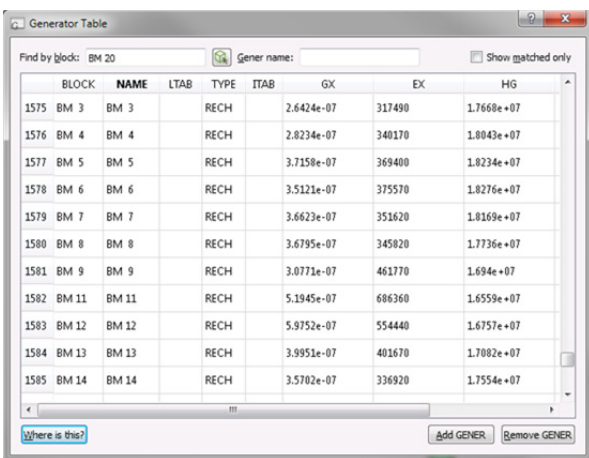 Generator Table
Find by block: BM 20 Gener name: Show matched only
BLOCK NAME LTAB TYPE ITAB GX EX HG
1575 BM 3 BM 3 RECH 2.6424e-07 317490 1.7668e+07
1576 BM 4 BM 4 RECH 2.8234e-07 340170 1.8043e+07
1577 BM 5 BM 5 RECH 3.7158e-07 369400 1.8234e+07
1578 BM 6 BM 6 RECH 3.5121e-07 375570 1.8276e+07
1579 BM 7 BM 7 RECH 3.6623e-07 351620 1.8169e+07
1580 BM 8 BM 8 RECH 3.6795e-07 345820 1.7736e+07
1581 BM 9 BM 9 RECH 3.0771e-07 461770 1.694e+07
1582 BM 11 BM 11 RECH 5.1945e-07 686360 1.6559e+07
1583 BM 12 BM 12 RECH 5.9752e-07 554440 1.6757e+07
1584 BM 13 BM 13 RECH 3.9951e-07 401670 1.7082e+07
1585 BM 14 BM 14 RECH 3.5702e-07 336920 1.7554e+07
Where is this? Add GENER Remove GENER